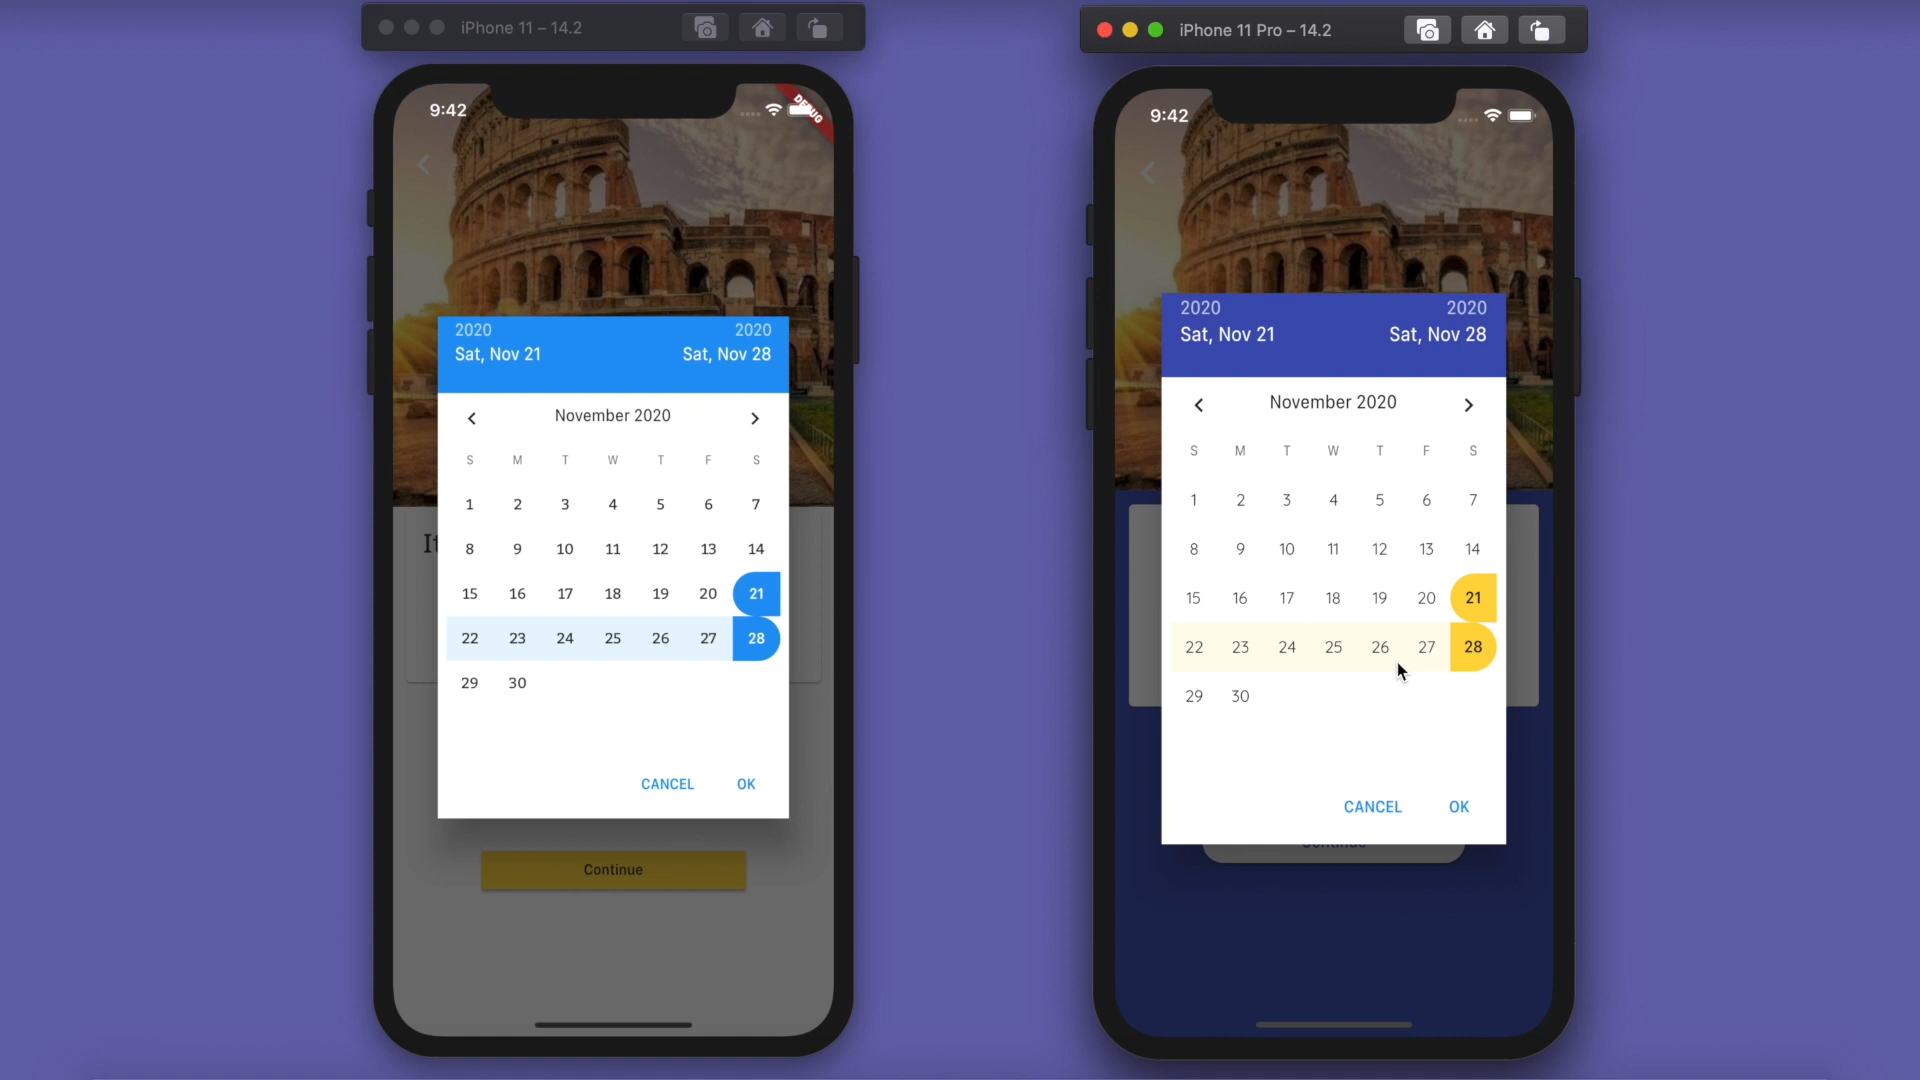 iPhone 11 – 14.2
9:42
DEBUG
2020 2020
Sat, Nov 21 Sat, Nov 28
November 2020
S M T W T F S
1 2 3 4 5 6 7
8 9 10 11 12 13 14
15 16 17 18 19 20 21
22 23 24 25 26 27 28
29 30
CANCEL OK
Continue
iPhone 11 Pro – 14.2
9:42
2020 2020
Sat, Nov 21 Sat, Nov 28
November 2020
S M T W T F S
1 2 3 4 5 6 7
8 9 10 11 12 13 14
15 16 17 18 19 20 21
22 23 24 25 26 27 28
29 30
CANCEL OK
Continue